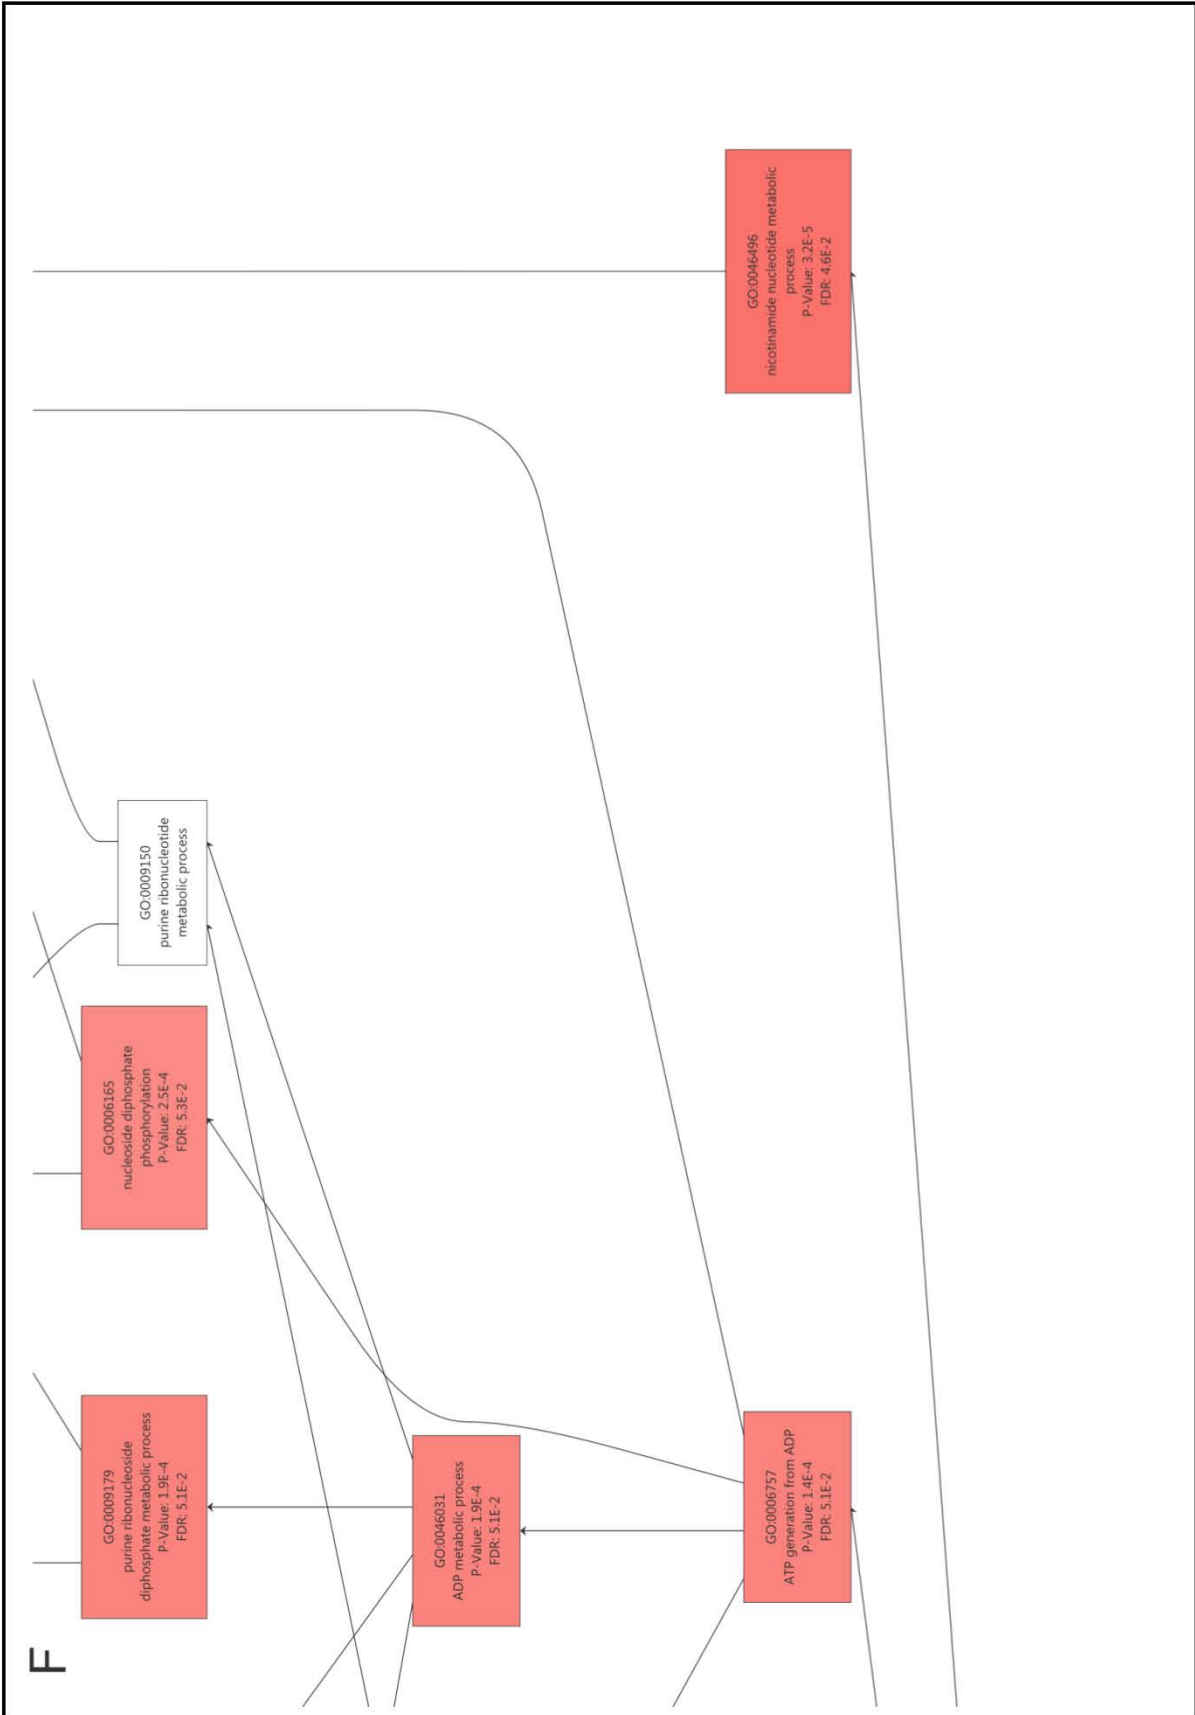 F
GO:0009179
purine ribonucleoside
diphosphate metabolic process
P-Value: 1.9E-4
FDR: 5.1E-2
GO:0006165
nucleoside diphosphate
phosphorylation
P-Value: 2.5E-4
FDR: 5.3E-2
GO:0009150
purine ribonucleotide
metabolic process
GO:0046031
ADP metabolic process
P-Value: 1.9E-4
FDR: 5.1E-2
GO:0006757
ATP generation from ADP
P-Value: 1.4E-4
FDR: 5.1E-2
GO:0046496
nicotinamide nucleotide metabolic
process
P-Value: 3.2E-5
FDR: 4.6E-2